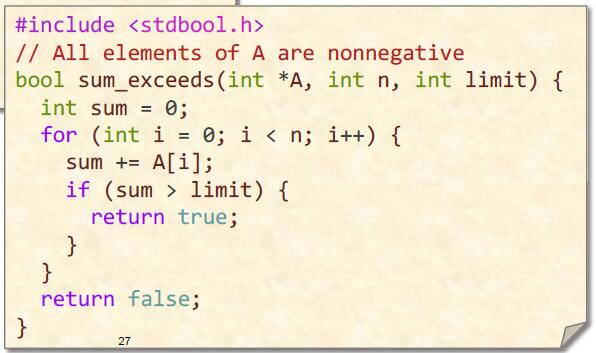 #include <stdbool.h>
// All elements of A are nonnegative
bool sum_exceeds(int *A, int n, int limit) {
  int sum = 0;
  for (int i = 0; i < n; i++) {
    sum += A[i];
    if (sum > limit) {
      return true;
    }
  }
  return false;
}
27